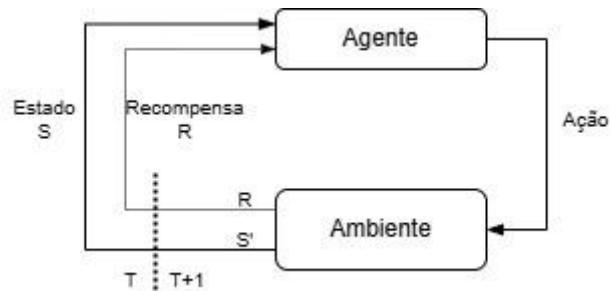 Agente
Estado
S
Recompensa
R
Ação
R
Ambiente
S'
T
T+1